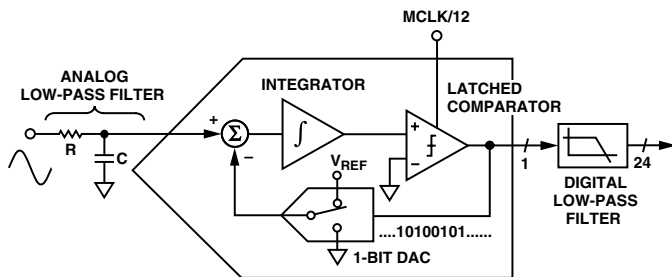 MCLK/12
ANALOG
LOW-PASS FILTER
INTEGRATOR
LATCHED
COMPARATOR
+
Σ
−
∫
+
−
R
C
1
24
VREF
....10100101......
1-BIT DAC
DIGITAL
LOW-PASS
FILTER